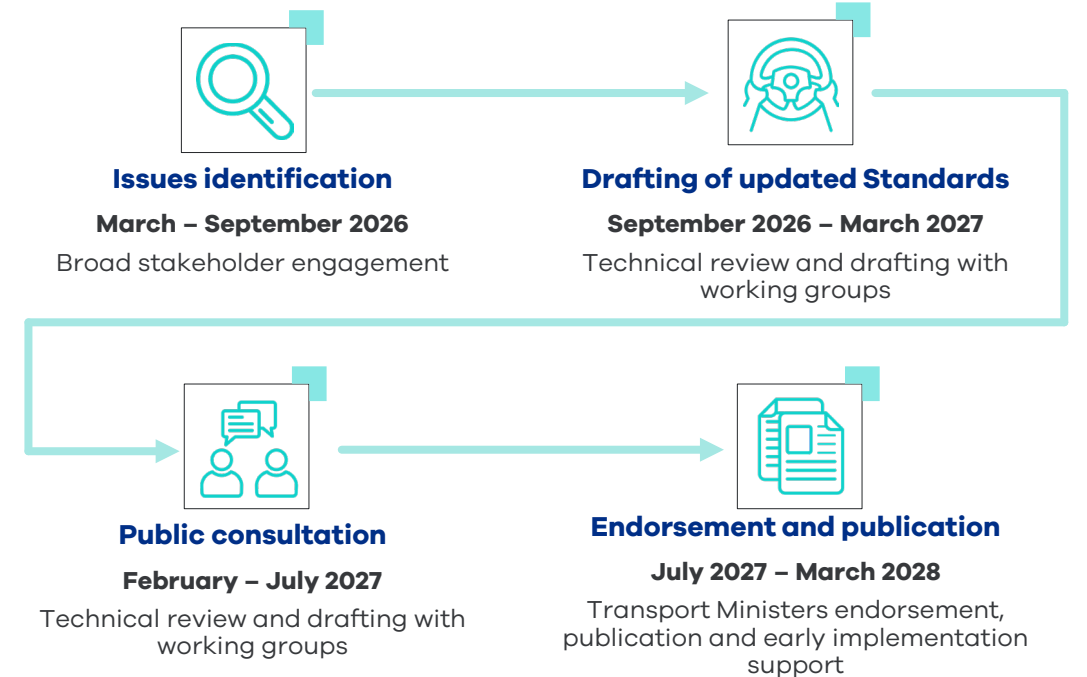 Issues identification
March – September 2026
Broad stakeholder engagement
Drafting of updated Standards
September 2026 – March 2027
Technical review and drafting with
working groups
Public consultation
February – July 2027
Technical review and drafting with
working groups
Endorsement and publication
July 2027 – March 2028
Transport Ministers endorsement,
publication and early implementation
support